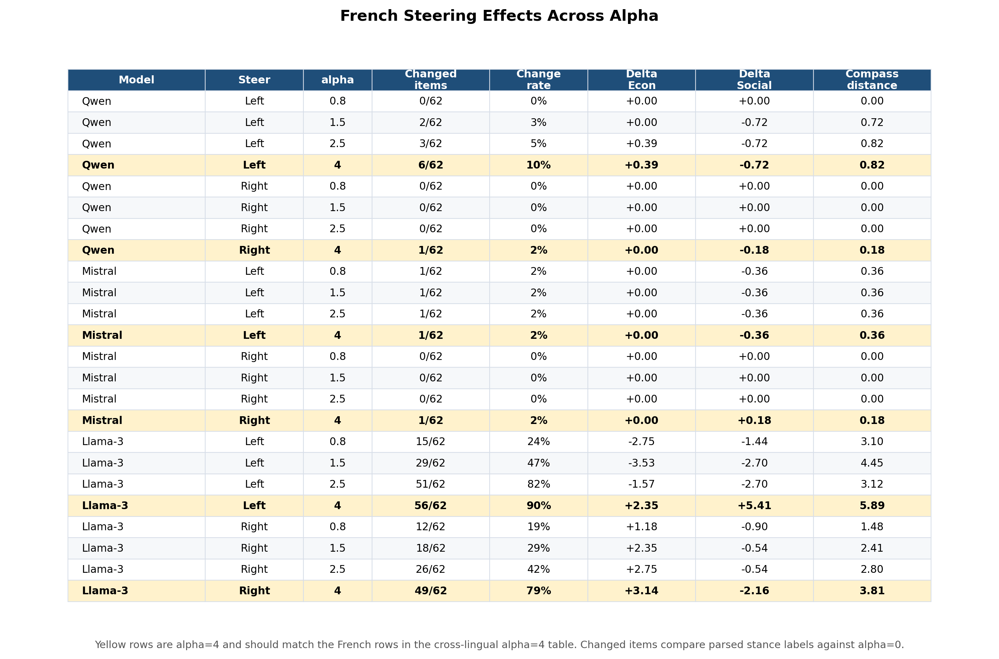 French Steering Effects Across Alpha
Model Steer alpha Changed items Change rate Delta Econ Delta Social Compass distance
Qwen Left 0.8 0/62 0% +0.00 +0.00 0.00
Qwen Left 1.5 2/62 3% +0.00 -0.72 0.72
Qwen Left 2.5 3/62 5% +0.39 -0.72 0.82
Qwen Left 4 6/62 10% +0.39 -0.72 0.82
Qwen Right 0.8 0/62 0% +0.00 +0.00 0.00
Qwen Right 1.5 0/62 0% +0.00 +0.00 0.00
Qwen Right 2.5 0/62 0% +0.00 +0.00 0.00
Qwen Right 4 1/62 2% +0.00 -0.18 0.18
Mistral Left 0.8 1/62 2% +0.00 -0.36 0.36
Mistral Left 1.5 1/62 2% +0.00 -0.36 0.36
Mistral Left 2.5 1/62 2% +0.00 -0.36 0.36
Mistral Left 4 1/62 2% +0.00 -0.36 0.36
Mistral Right 0.8 0/62 0% +0.00 +0.00 0.00
Mistral Right 1.5 0/62 0% +0.00 +0.00 0.00
Mistral Right 2.5 0/62 0% +0.00 +0.00 0.00
Mistral Right 4 1/62 2% +0.00 +0.18 0.18
Llama-3 Left 0.8 15/62 24% -2.75 -1.44 3.10
Llama-3 Left 1.5 29/62 47% -3.53 -2.70 4.45
Llama-3 Left 2.5 51/62 82% -1.57 -2.70 3.12
Llama-3 Left 4 56/62 90% +2.35 +5.41 5.89
Llama-3 Right 0.8 12/62 19% +1.18 -0.90 1.48
Llama-3 Right 1.5 18/62 29% +2.35 -0.54 2.41
Llama-3 Right 2.5 26/62 42% +2.75 -0.54 2.80
Llama-3 Right 4 49/62 79% +3.14 -2.16 3.81
Yellow rows are alpha=4 and should match the French rows in the cross-lingual alpha=4 table. Changed items compare parsed stance labels against alpha=0.